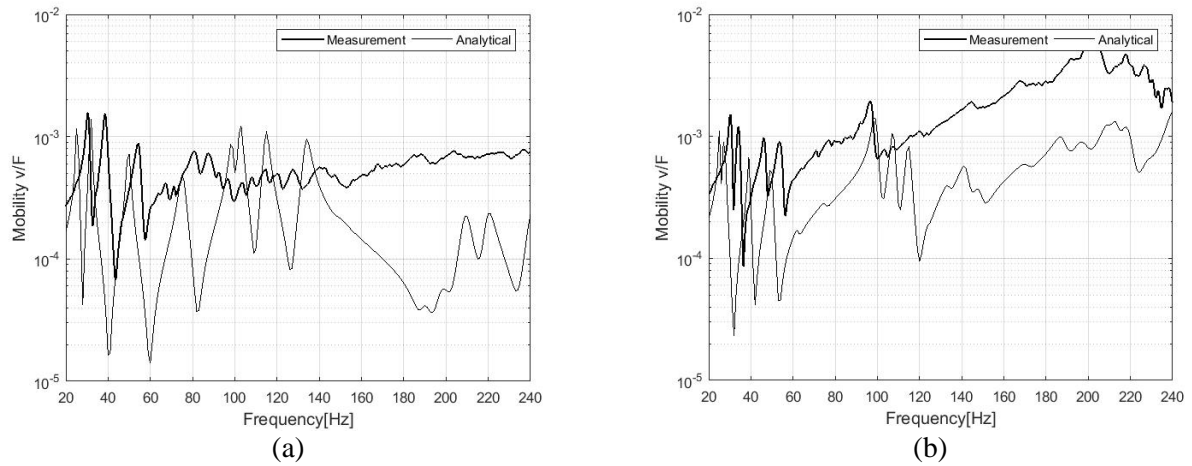 10⁻²
10⁻³
10⁻⁴
10⁻⁵
Mobility v/F
Measurement Analytical
20 40 60 80 100 120 140 160 180 200 220 240
Frequency[Hz]
(a)
10⁻²
10⁻³
10⁻⁴
10⁻⁵
Mobility v/F
Measurement Analytical
20 40 60 80 100 120 140 160 180 200 220 240
Frequency[Hz]
(b)